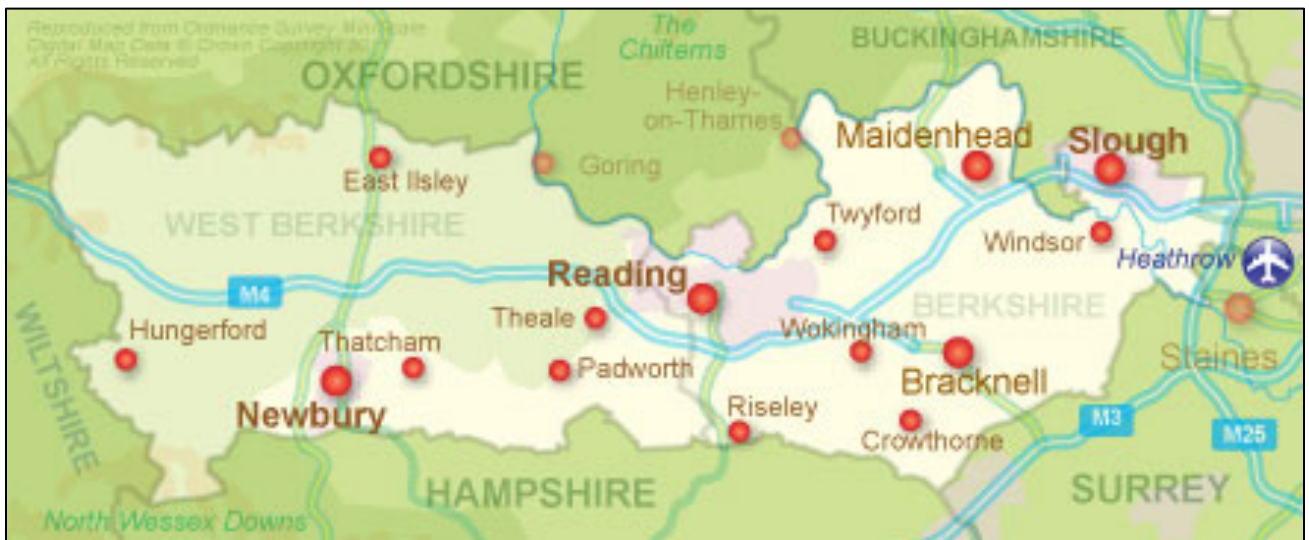 Reproduced from Ordnance Survey Miniscale
Digital Map Data © Crown Copyright
All Rights Reserved
OXFORDSHIRE
The
Chilterns
BUCKINGHAMSHIRE
Henley-
on-Thames
Maidenhead
Slough
East Ilsley
Goring
WEST BERKSHIRE
Twyford
Windsor
Heathrow
M4
Reading
BERKSHIRE
Hungerford
Thatcham
Theale
Wokingham
Padworth
Staines
WILTSHIRE
Newbury
Bracknell
Riseley
Crowthorne
M3
M25
HAMPSHIRE
SURREY
North Wessex Downs